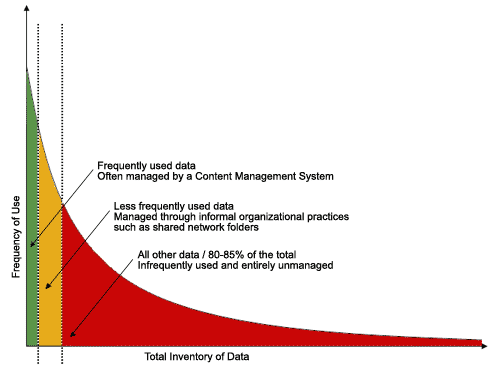 Frequently used data
Often managed by a Content Management System
Less frequently used data
Managed through informal organizational practices
such as shared network folders
All other data / 80-85% of the total
Infrequently used and entirely unmanaged
Frequency of Use
Total Inventory of Data